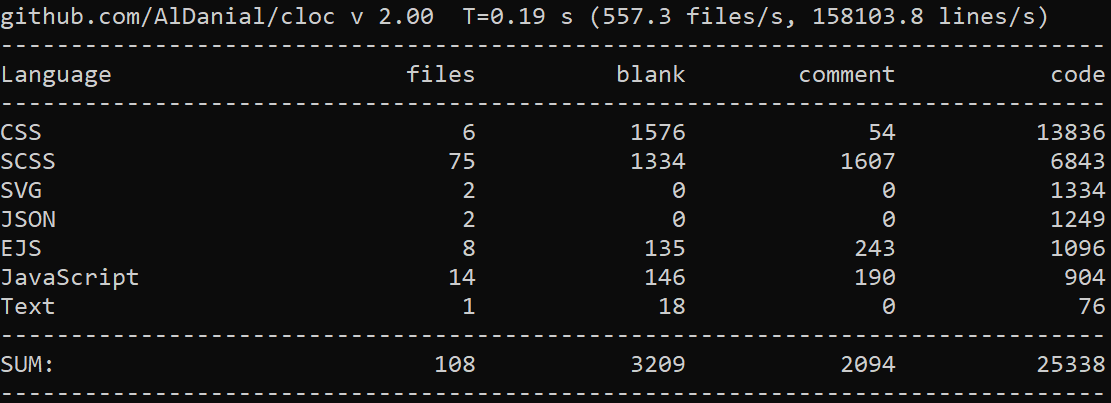 github.com/AlDanial/cloc v 2.00  T=0.19 s (557.3 files/s, 158103.8 lines/s)
-------------------------------------------------------------------------------
Language                     files          blank        comment           code
-------------------------------------------------------------------------------
CSS                              6           1576             54          13836
SCSS                            75           1334           1607           6843
SVG                              2              0              0           1334
JSON                             2              0              0           1249
EJS                              8            135            243           1096
JavaScript                      14            146            190            904
Text                             1             18              0             76
-------------------------------------------------------------------------------
SUM:                           108           3209           2094          25338
-------------------------------------------------------------------------------